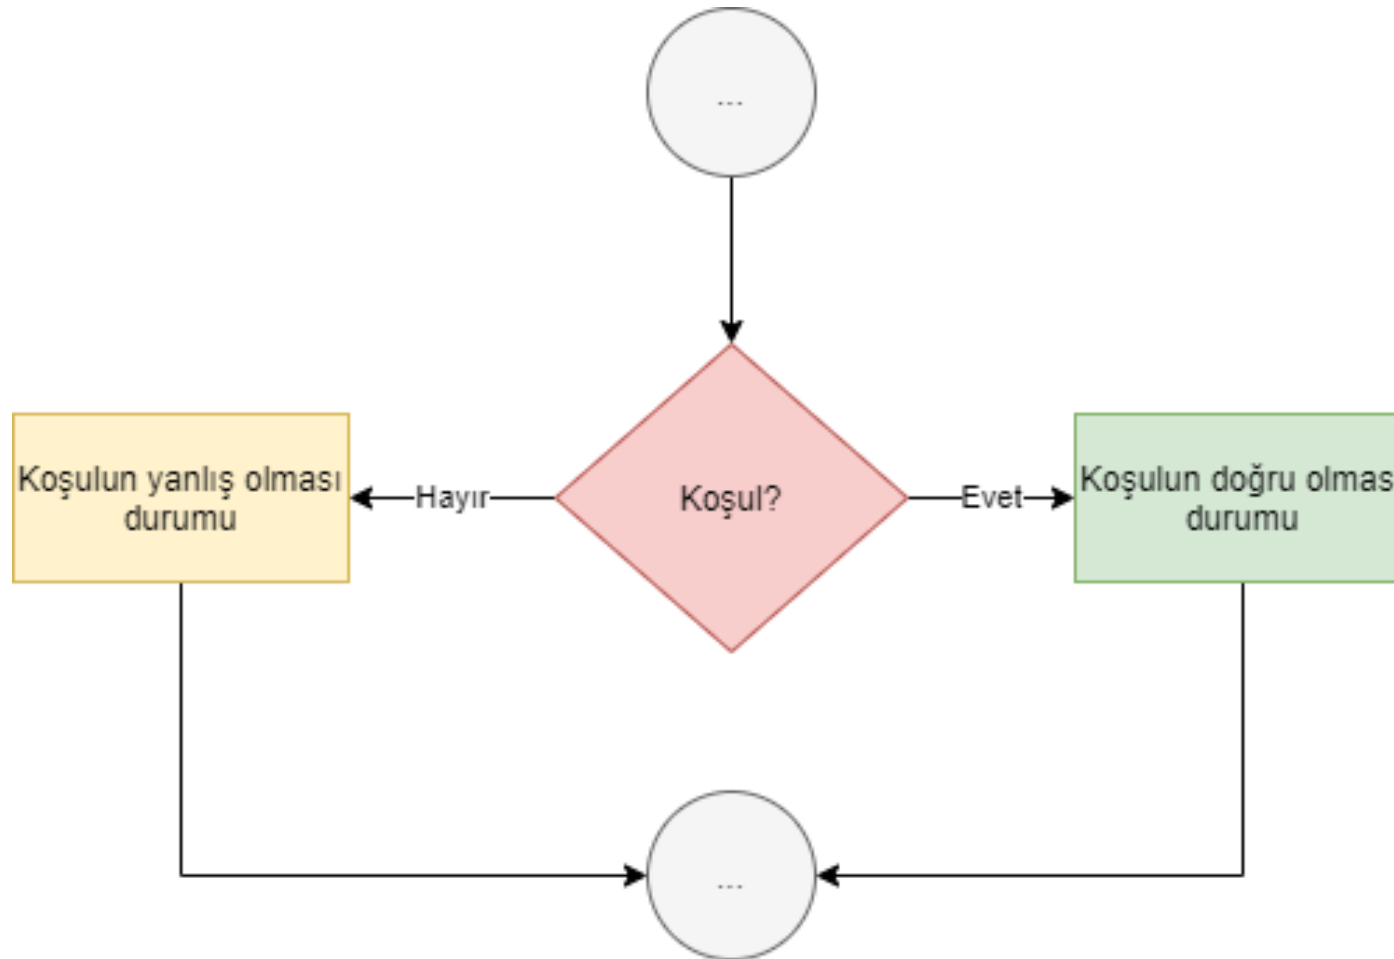 ...
Koşulun yanlış olması
durumu
Hayır
Koşul?
Evet
Koşulun doğru olmas
durumu
...